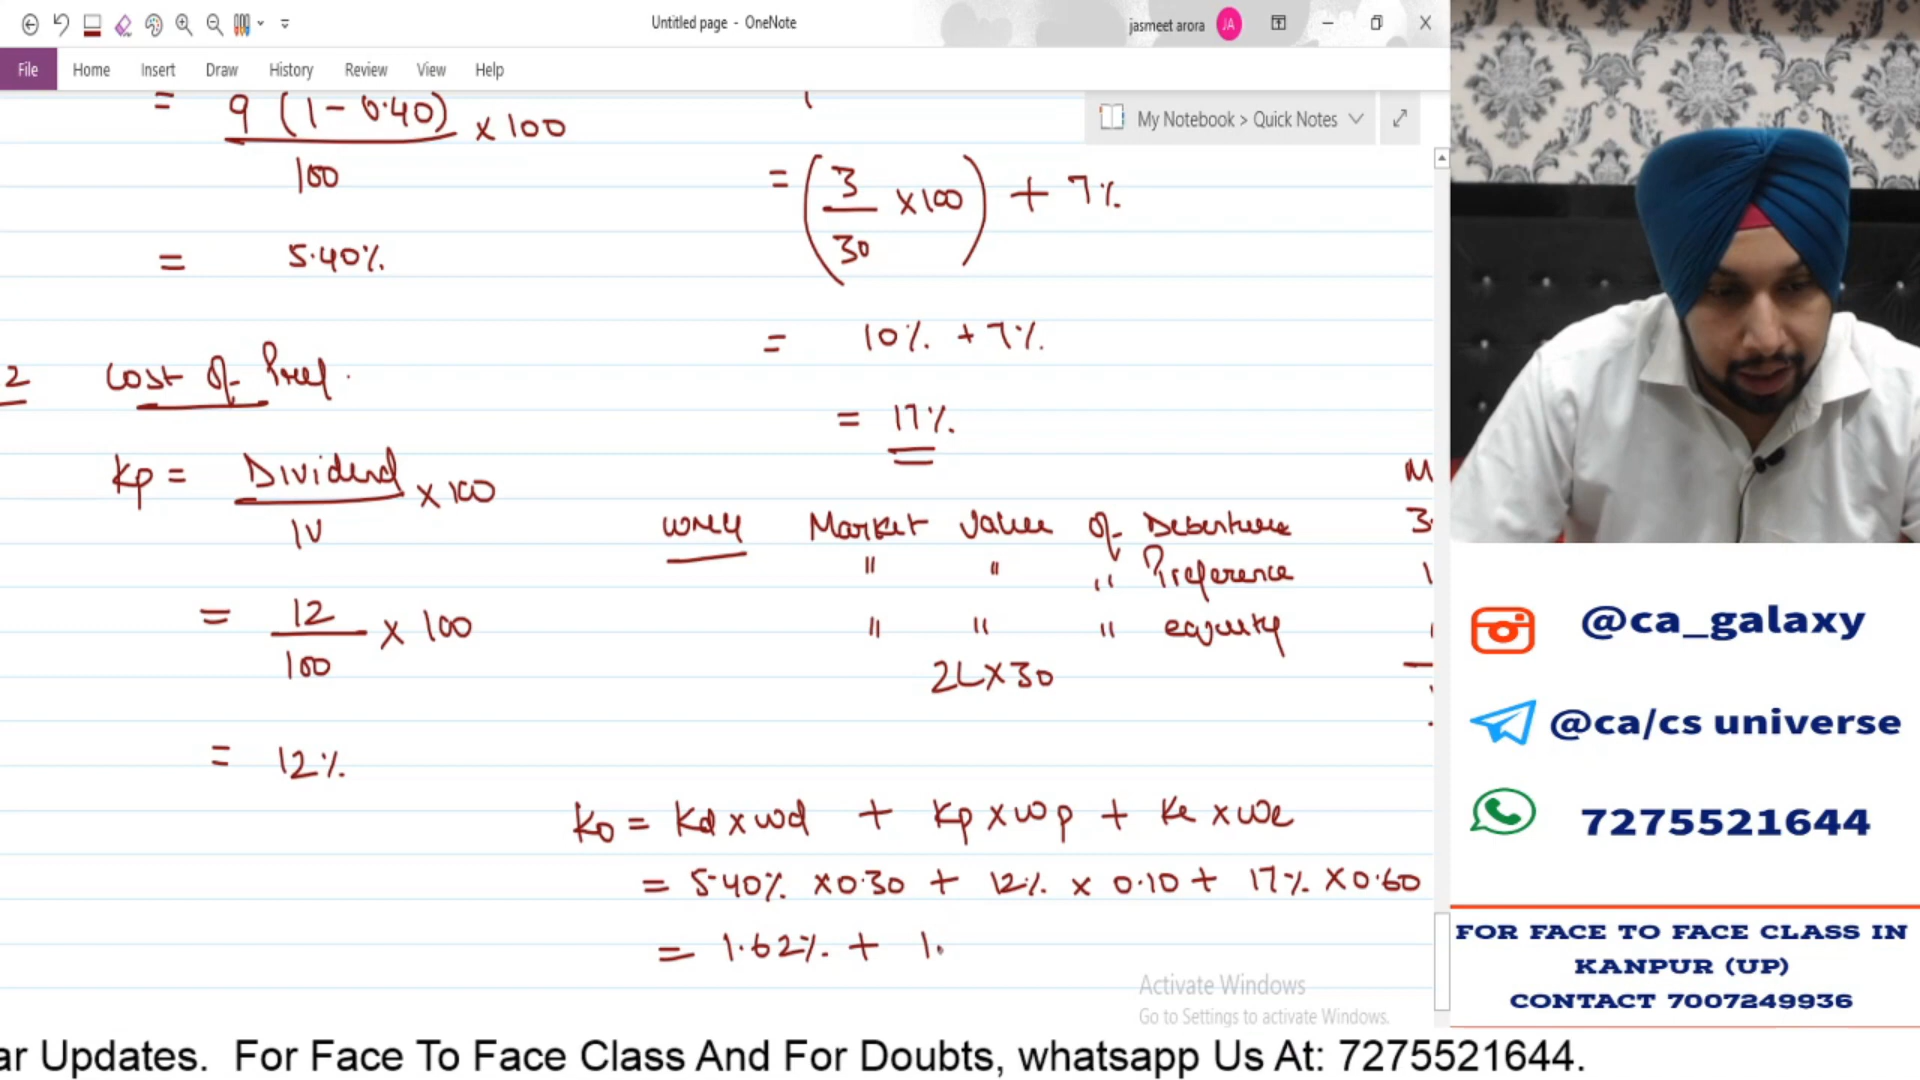 Untitled page - OneNote
jasmeet arora JA
File Home Insert Draw History Review View Help
My Notebook > Quick Notes
= 9 (1 - 0.40) x 100
100
= 5.40%
2 Cost of Pref.
Kp = Dividend x 100
IV
= 12 x 100
100
= 12%
= (3 x 100) + 7%
30
= 10% + 7%
= 17%
WN4 Market Value of Debenture
" " " Preference
" " " equity
2L x 30
M
3
1
Ko = Kd x wd + Kp x wp + Ke x we
= 5.40% x 0.30 + 12% x 0.10 + 17% x 0.60
= 1.62% + 1.
Activate Windows
Go to Settings to activate Windows.
@ca_galaxy
@ca/cs universe
7275521644
FOR FACE TO FACE CLASS IN
KANPUR (UP)
CONTACT 7007249936
ar Updates. For Face To Face Class And For Doubts, whatsapp Us At: 7275521644.